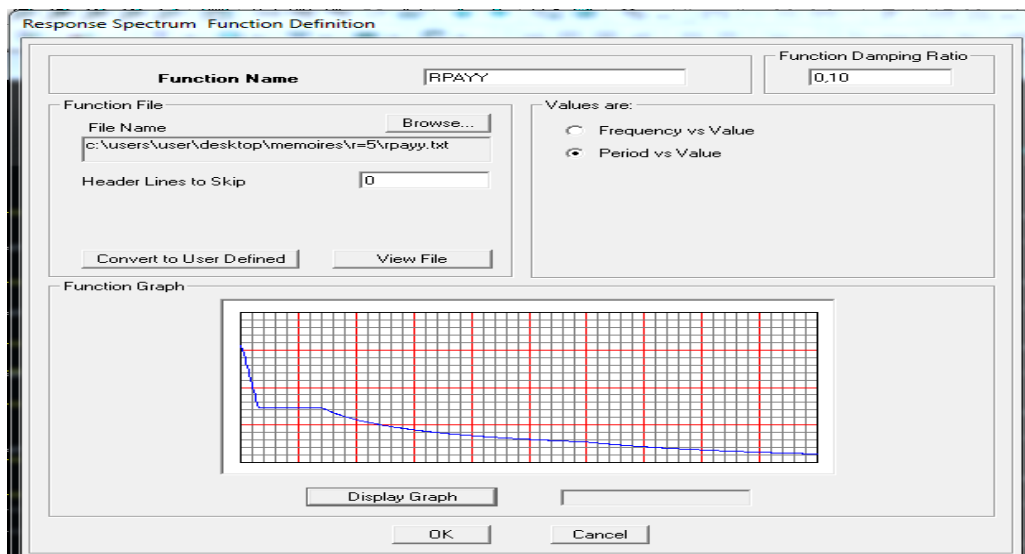 Response Spectrum Function Definition
Function Name
RPAYY
Function Damping Ratio
0,10
Function File
File Name
Browse...
c:\users\user\desktop\memoires\r=5\rpayy.txt
Header Lines to Skip
0
Convert to User Defined
View File
Values are:
Frequency vs Value
Period vs Value
Function Graph
Display Graph
OK
Cancel